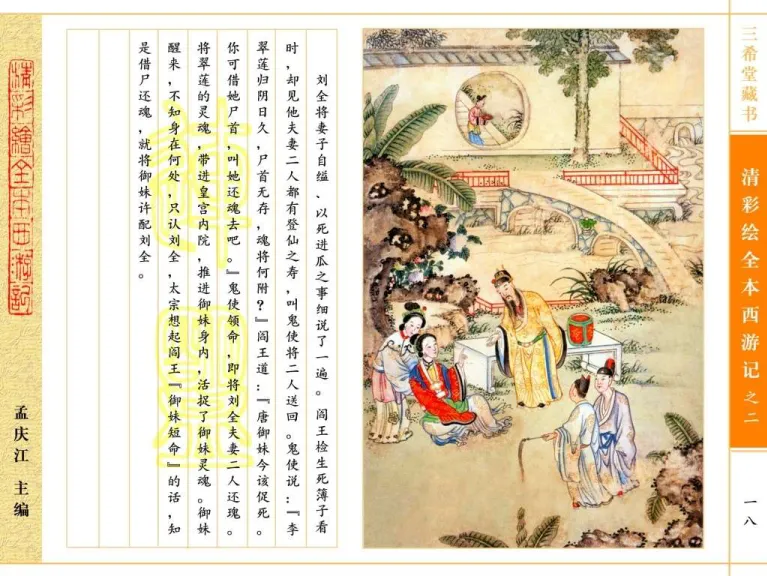 三希堂藏书
清彩绘全本西游记之二
一八
刘全将妻子自缢、以死进瓜之事细说了一遍。阎王检生死薄子看
时,却见他夫妻二人都有登仙之寿,叫鬼使将二人送回。鬼使说:『李
翠莲归阴日久,尸首无存,魂将何附?』阎王道:『唐御妹今该促死。
你可借她尸首,叫她还魂去吧。』鬼使领命,即将刘全夫妻二人还瑰。
将翠莲的灵魂,带进皇宫内院,推进御妹身内,活捉了御妹灵魂。御妹
醒来,不知身在何处,只认刘全,太宗想起阎王『御妹短命』的话,知
是借尸还魂,就将御妹许配刘全。
清彩繪全本西游記
孟庆江 主编